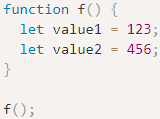 function f() {
  let value1 = 123;
  let value2 = 456;
}

f();